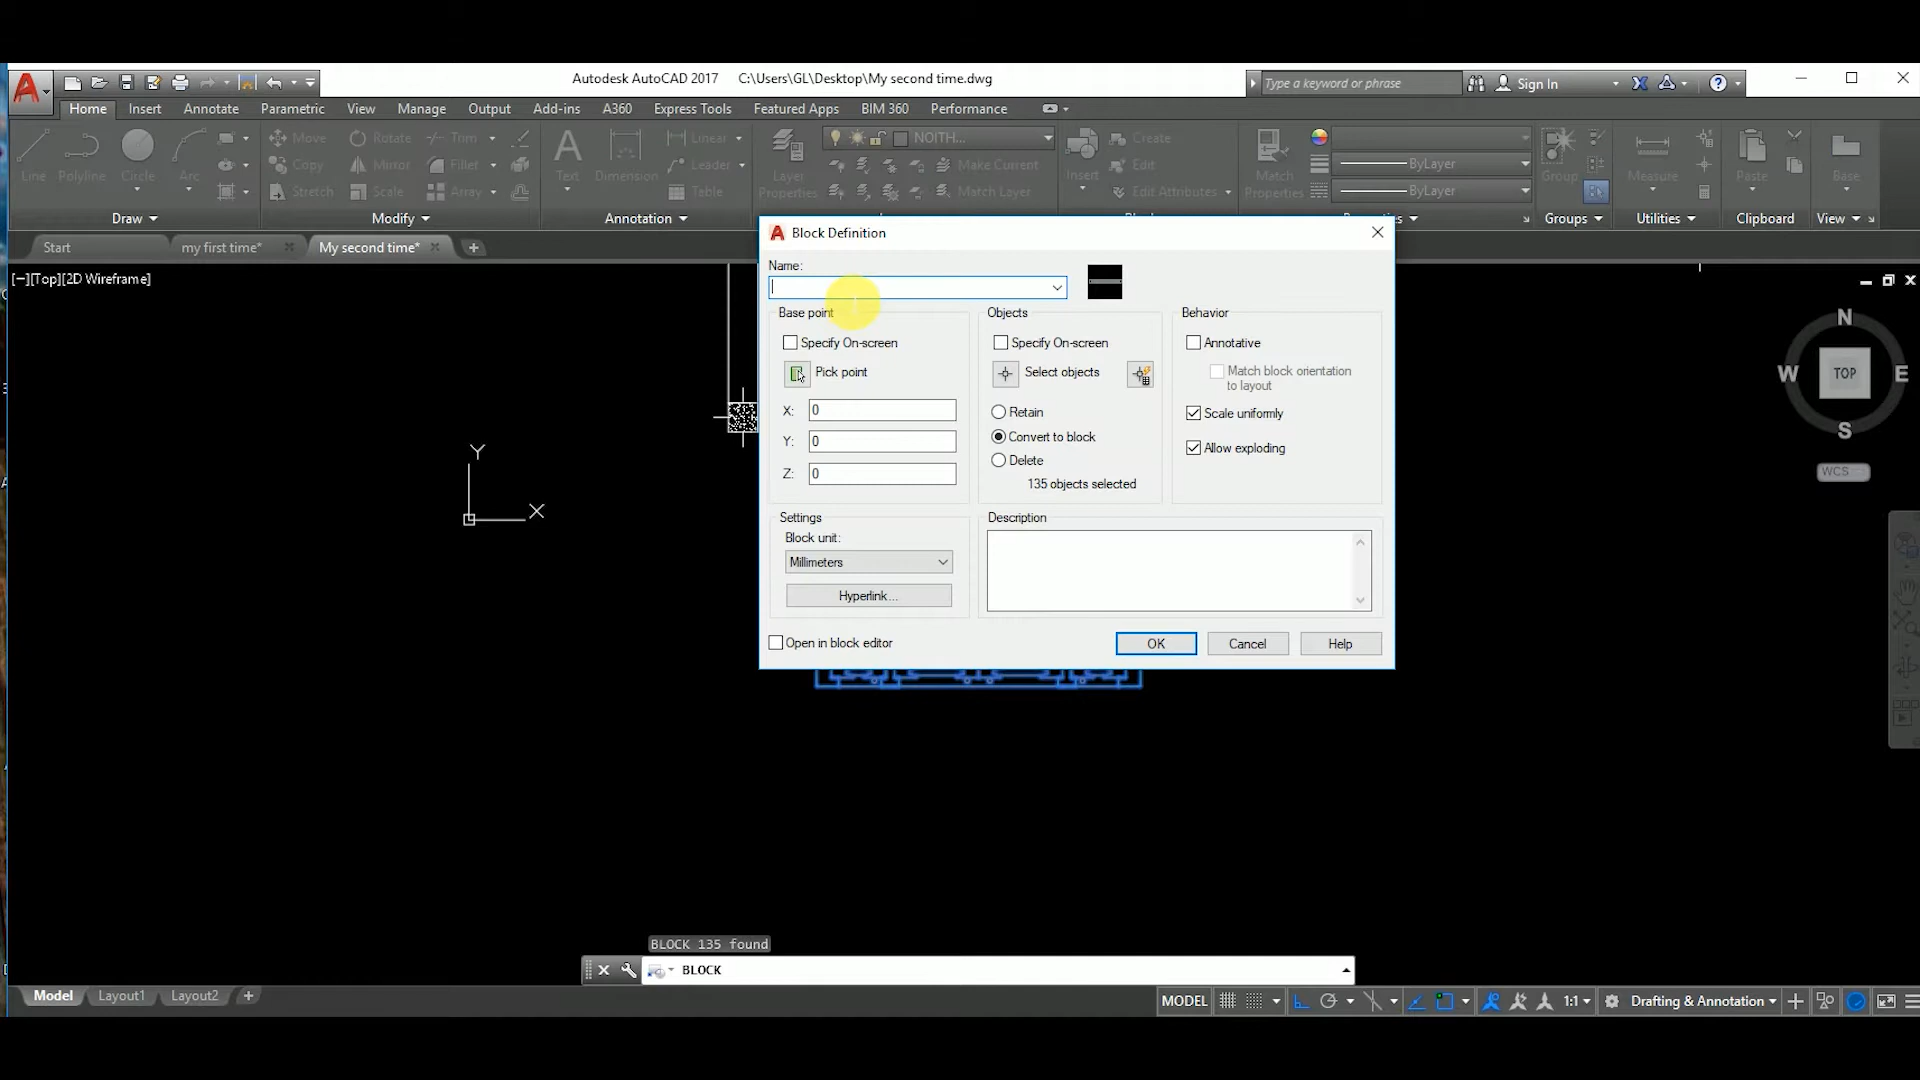 Autodesk AutoCAD 2017 C:\Users\GL\Desktop\My second time.dwg
Type a keyword or phrase
Sign In
Home Insert Annotate Parametric View Manage Output Add-ins A360 Express Tools Featured Apps BIM 360 Performance
Line Polyline Circle Arc
Move Rotate Trim
Copy Mirror Fillet
Stretch Scale Array
Text Dimension
Linear
Leader
Table
Layer Properties
NOITH...
Make Current
Match Layer
Insert
Create
Edit
Edit Attributes
Match Properties
ByLayer
ByLayer
Group
Measure
Paste
Base
Draw Modify Annotation Groups Utilities Clipboard View
Start my first time* My second time*
[−][Top][2D Wireframe]
Block Definition
Name:
Base point
Specify On-screen
Pick point
X: 0
Y: 0
Z: 0
Objects
Specify On-screen
Select objects
Retain
Convert to block
Delete
135 objects selected
Behavior
Annotative
Match block orientation
to layout
Scale uniformly
Allow exploding
Settings
Block unit:
Millimeters
Hyperlink...
Description
Open in block editor
OK Cancel Help
N
W TOP E
S
WCS
Y
X
BLOCK 135 found
BLOCK
Model Layout1 Layout2
MODEL 1:1 Drafting & Annotation